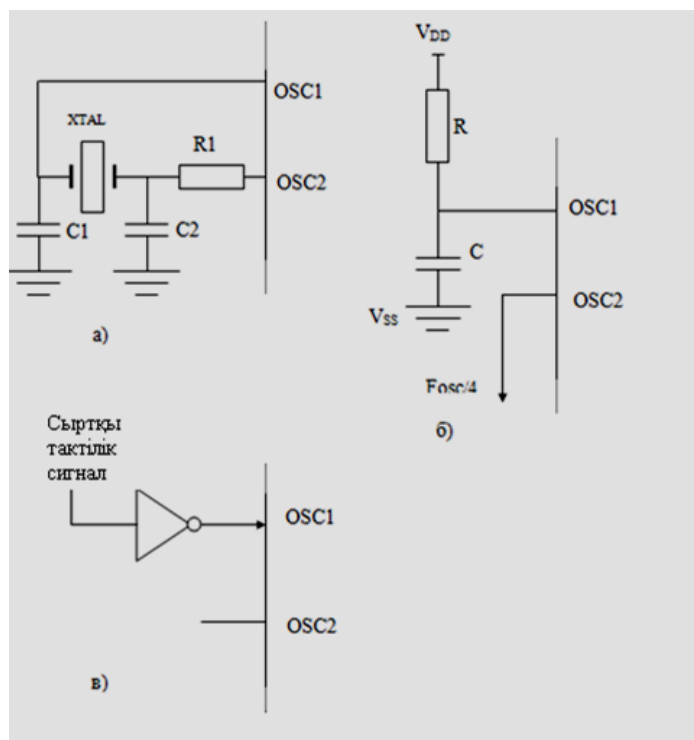 OSC1
XTAL
R1
OSC2
C1
C2
а)
VDD
R
OSC1
C
OSC2
VSS
Fosc/4
б)
Сыртқы
тактілік
сигнал
OSC1
OSC2
в)